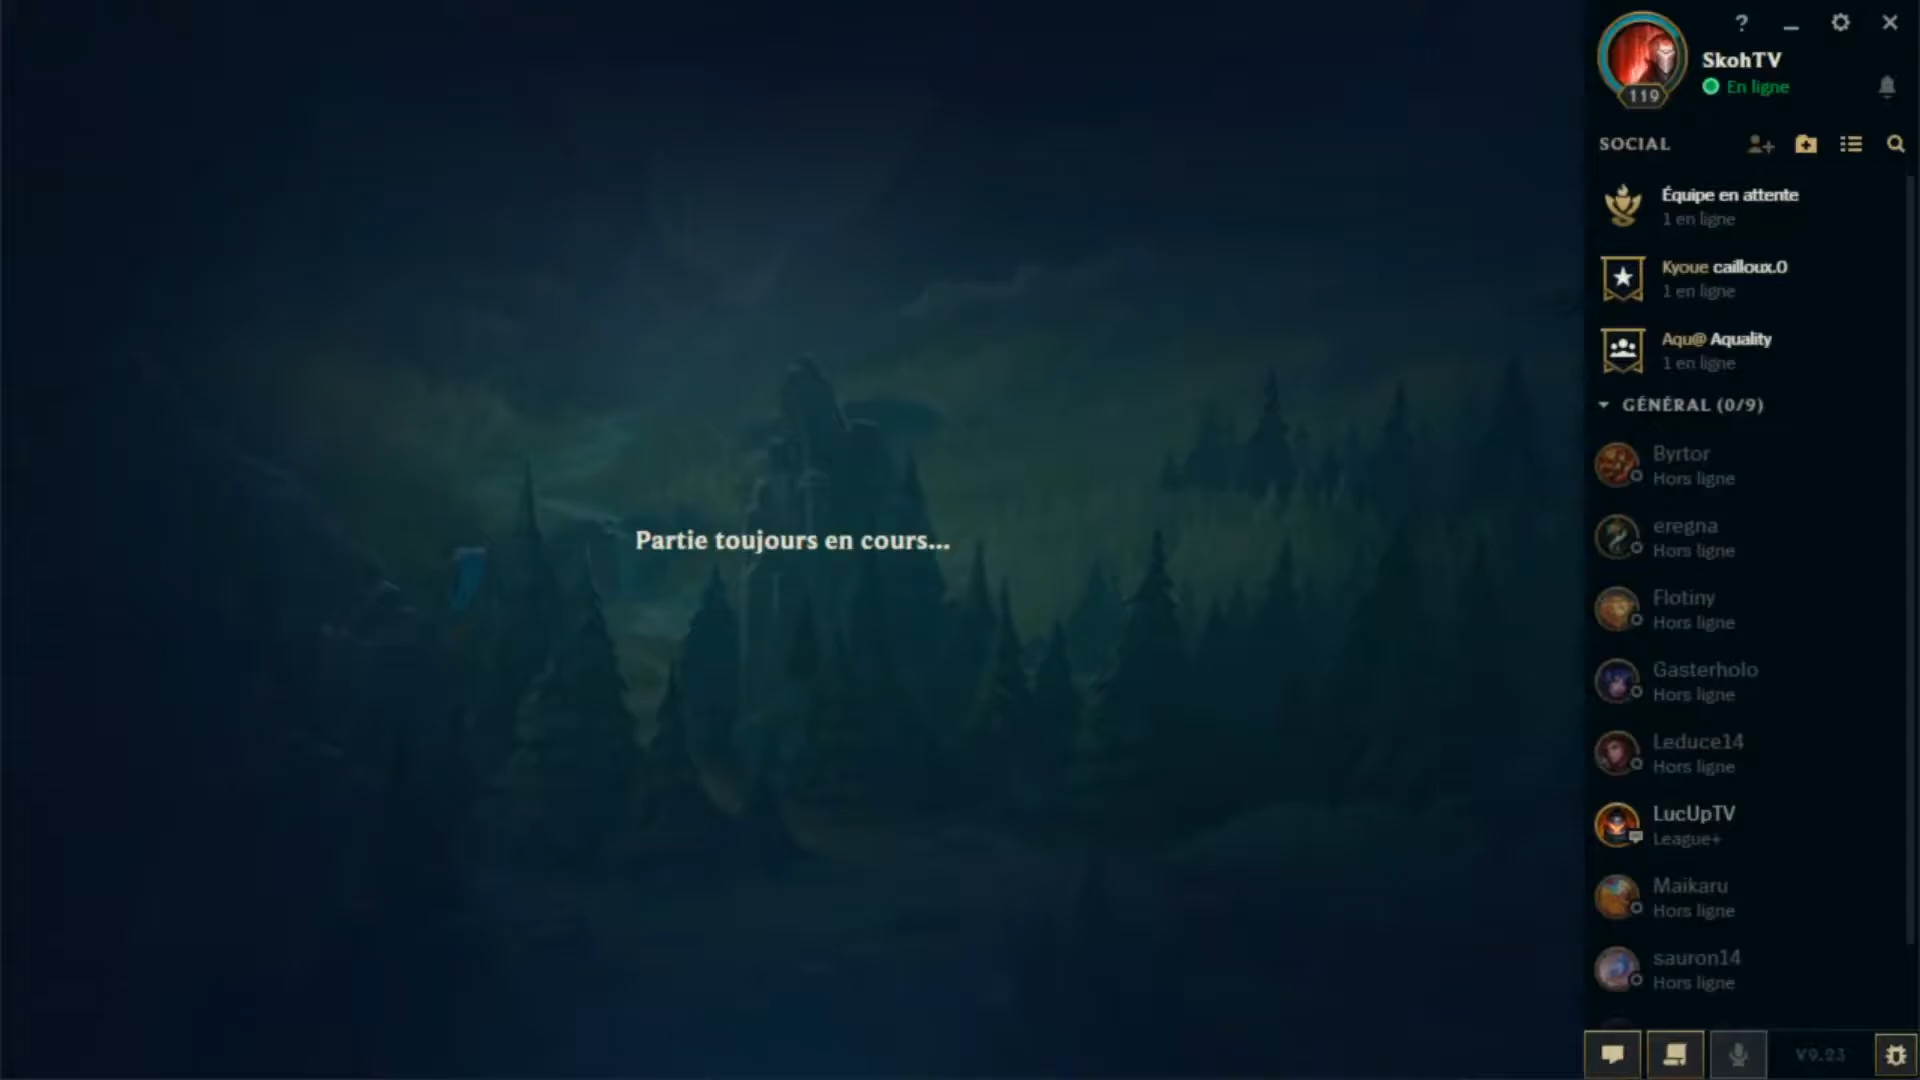 ?
SkohTV
119
En ligne
SOCIAL
Équipe en attente
1 en ligne
Kyoue cailloux.0
1 en ligne
Aqu@ Aquality
1 en ligne
GÉNÉRAL (0/9)
Byrtor
Hors ligne
eregna
Hors ligne
Partie toujours en cours...
Flotiny
Hors ligne
Gasterholo
Hors ligne
Leduce14
Hors ligne
LucUpTV
League+
Maikaru
Hors ligne
sauron14
Hors ligne
V9.23